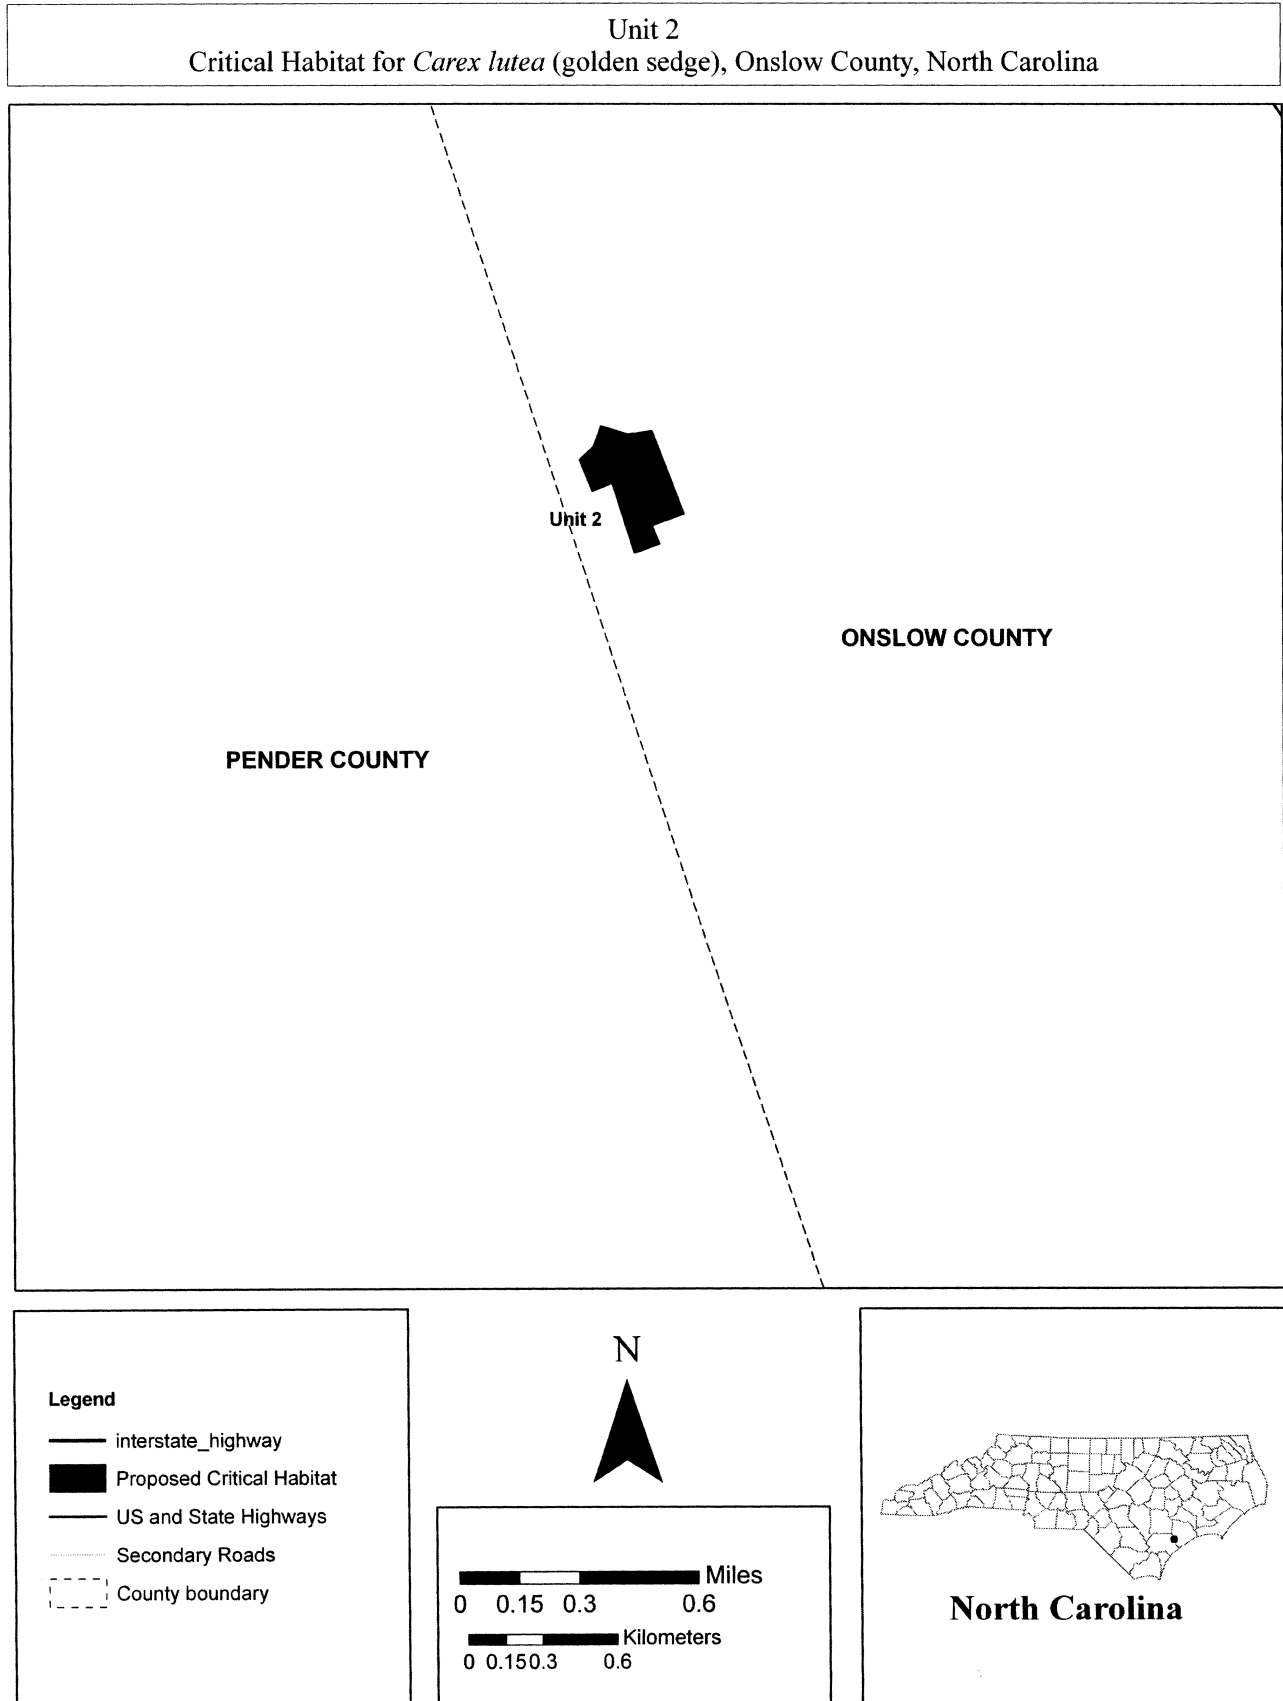 Unit 2
Critical Habitat for Carex lutea (golden sedge), Onslow County, North Carolina
Unit 2
ONSLOW COUNTY
PENDER COUNTY
Legend
interstate_highway
Proposed Critical Habitat
US and State Highways
Secondary Roads
County boundary
N
Miles
0 0.15 0.3 0.6
Kilometers
0 0.15 0.3 0.6
North Carolina